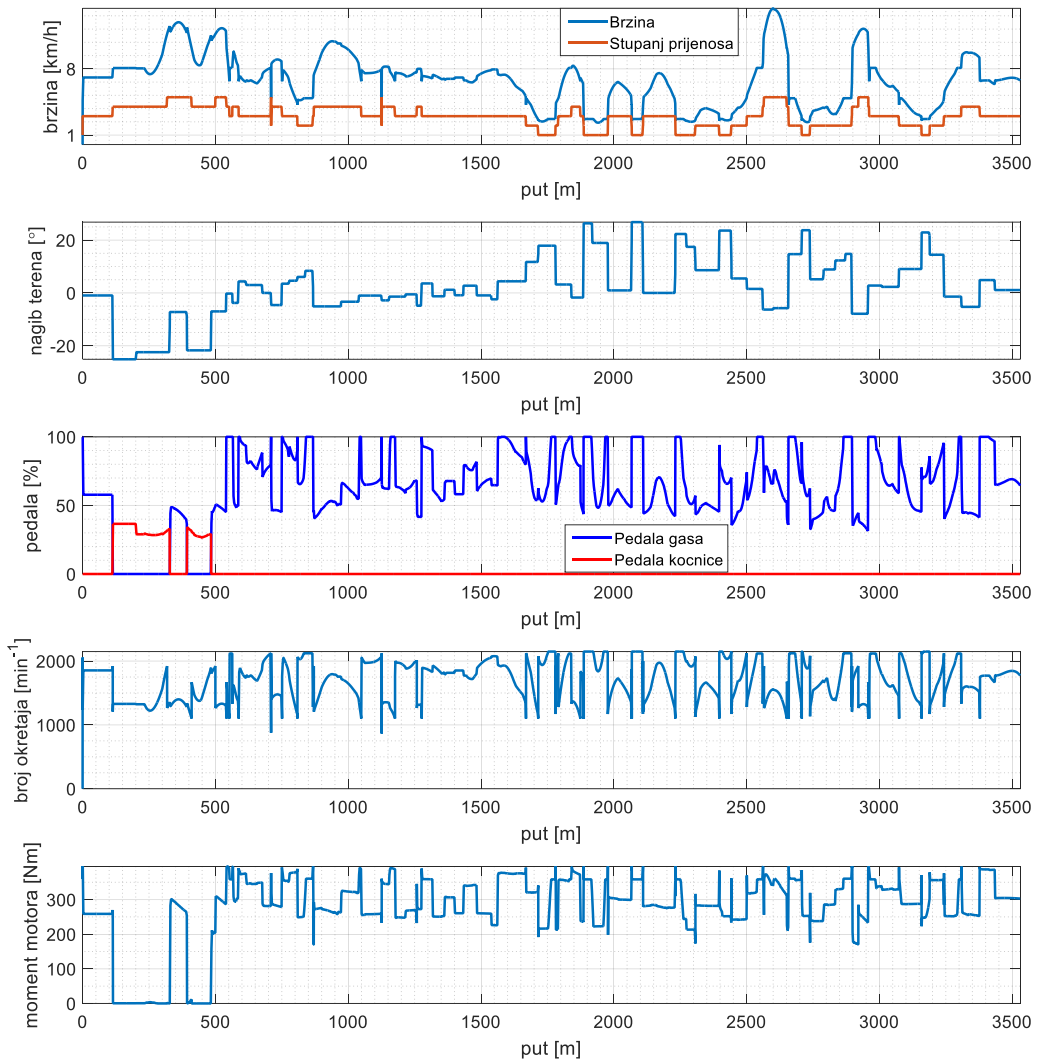 Brzina
Stupanj prijenosa
brzina [km/h]
8
1
0 500 1000 1500 2000 2500 3000 3500
put [m]
nagib terena [°]
20
0
-20
0 500 1000 1500 2000 2500 3000 3500
put [m]
pedala [%]
100
50
0
Pedala gasa
Pedala kocnice
0 500 1000 1500 2000 2500 3000 3500
put [m]
broj okretaja [min⁻¹]
2000
1000
0
0 500 1000 1500 2000 2500 3000 3500
put [m]
moment motora [Nm]
300
200
100
0
0 500 1000 1500 2000 2500 3000 3500
put [m]